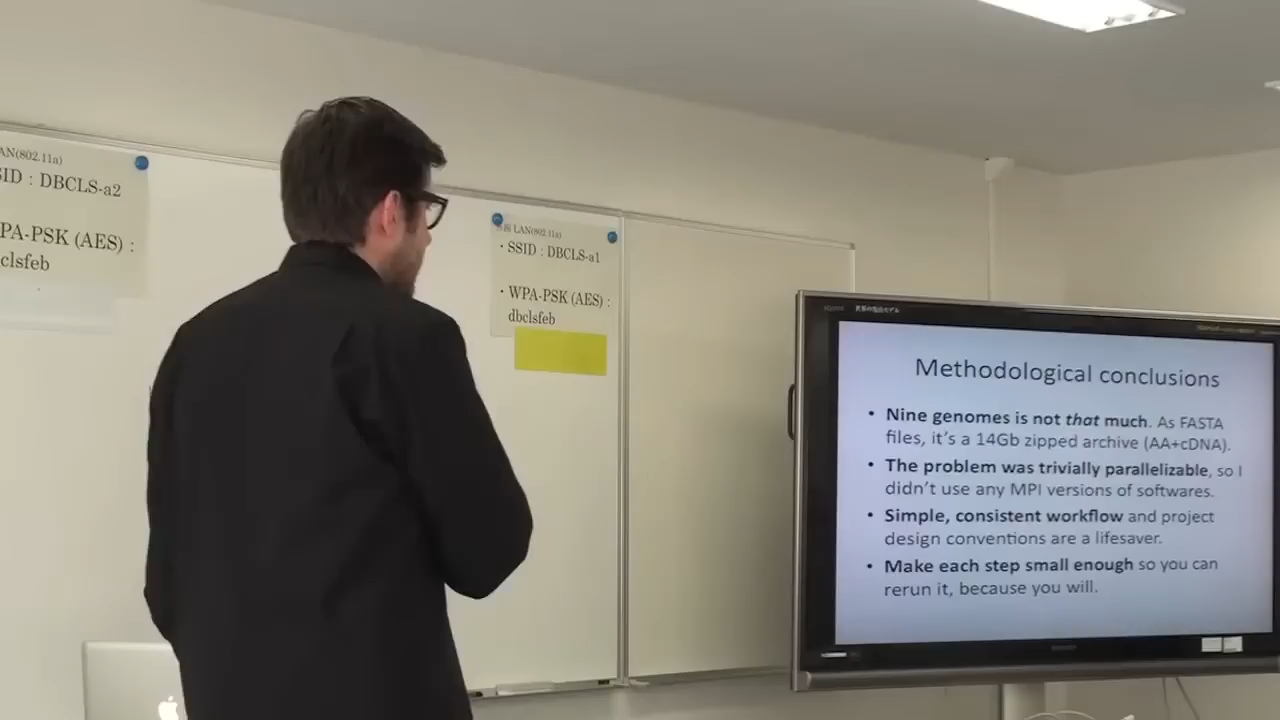 AN(802.11a)
SID : DBCLS-a2
PA-PSK (AES) :
clsfeb
LAN(802.11a)
・SSID : DBCLS-a1
・WPA-PSK (AES) :
dbclsfeb
Methodological conclusions
• Nine genomes is not that much. As FASTA
files, it's a 14Gb zipped archive (AA+cDNA).
• The problem was trivially parallelizable, so I
didn't use any MPI versions of softwares.
• Simple, consistent workflow and project
design conventions are a lifesaver.
• Make each step small enough so you can
rerun it, because you will.